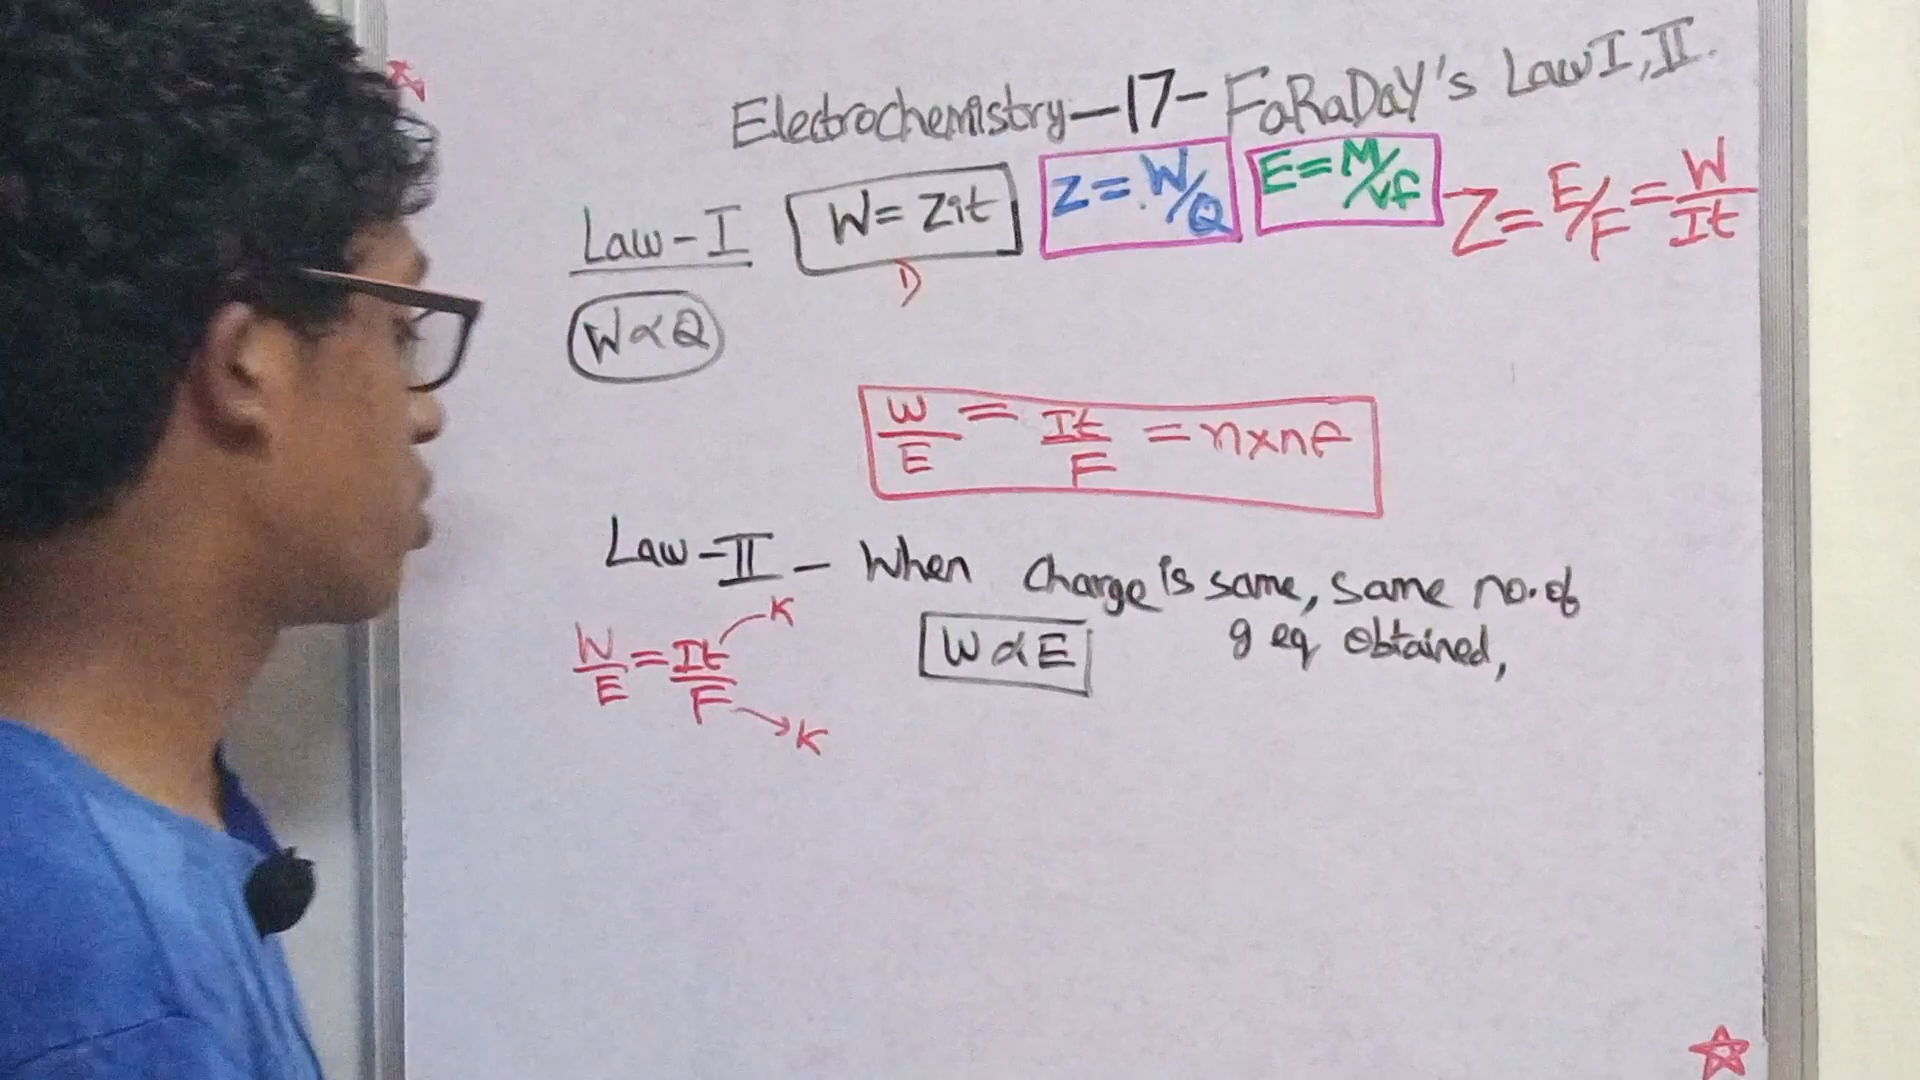 Electrochemistry-17-FaRaDaY's Law I, II.
Law-I W=Zit Z=W/Q E=M/vf Z=E/F=W/It
1)
W∝Q
W/E = It/F = n×nf
Law-II - When charge is same, same no. of
g eq obtained,
W/E=It/F K W∝E
K